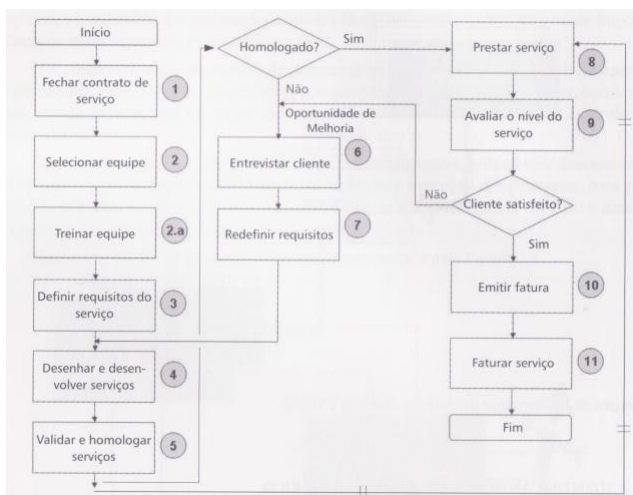 Início
Fechar contrato de
serviço
1
Selecionar equipe
2
Treinar equipe
2.a
Definir requisitos do
serviço
3
Desenhar e desen-
volver serviços
4
Validar e homologar
serviços
5
Homologado?
Sim
Não
Oportunidade de
Melhoria
Entrevistar cliente
6
Redefinir requisitos
7
Prestar serviço
8
Avaliar o nível do
serviço
9
Cliente satisfeito?
Não
Sim
Emitir fatura
10
Faturar serviço
11
Fim